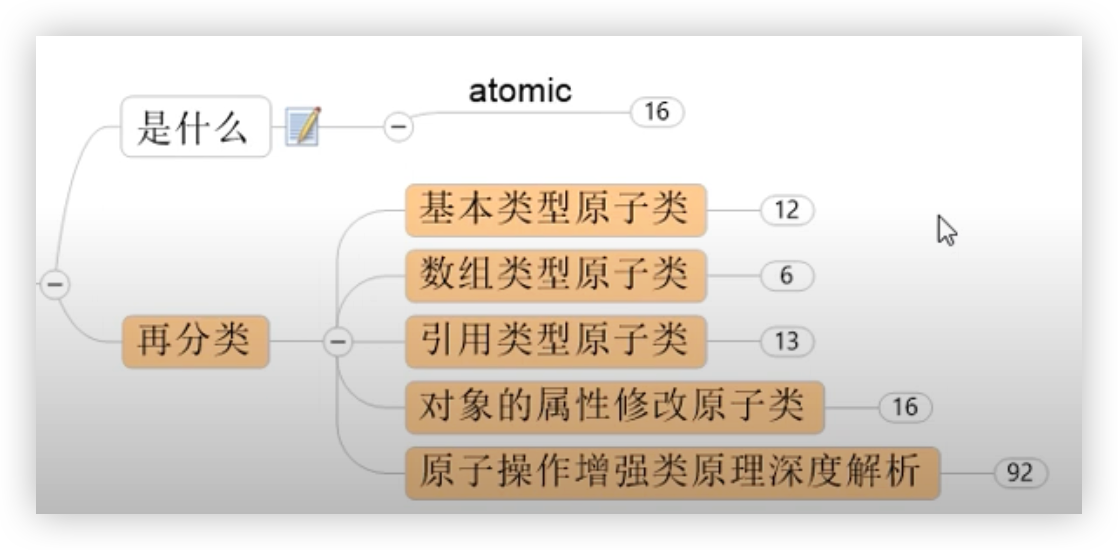 atomic
是什么
16
基本类型原子类
12
数组类型原子类
6
再分类
引用类型原子类
13
对象的属性修改原子类
16
原子操作增强类原理深度解析
92